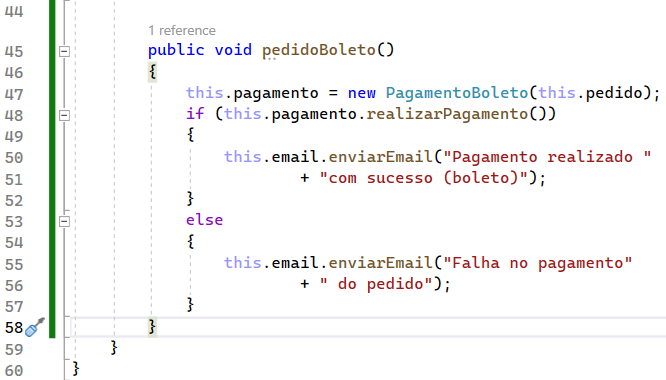 44
1 reference
45 public void pedidoBoleto()
46 {
47 this.pagamento = new PagamentoBoleto(this.pedido);
48 if (this.pagamento.realizarPagamento())
49 {
50 this.email.enviarEmail("Pagamento realizado "
51 + "com sucesso (boleto)");
52 }
53 else
54 {
55 this.email.enviarEmail("Falha no pagamento"
56 + " do pedido");
57 }
58 }
59 }
60 }